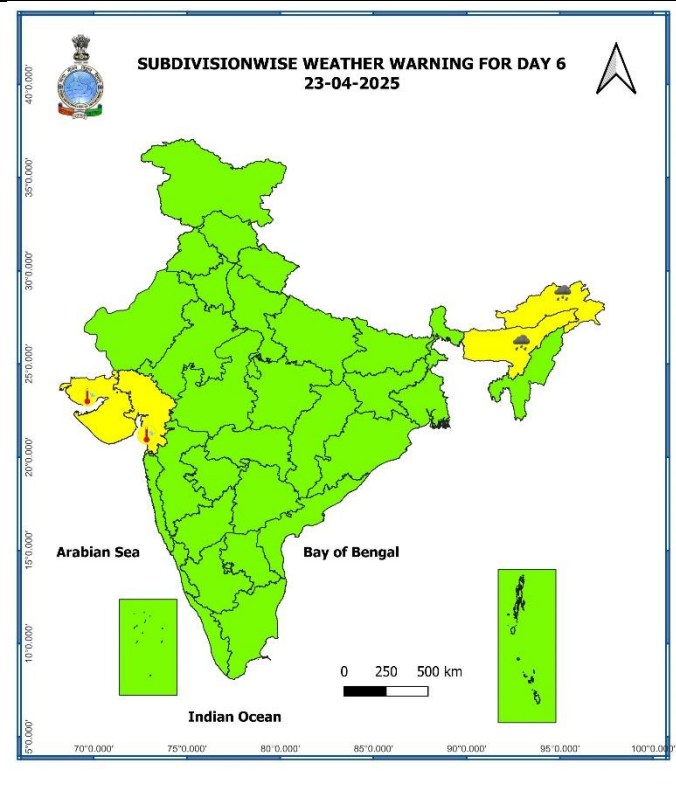 SUBDIVISIONWISE WEATHER WARNING FOR DAY 6
23-04-2025
40°0.000'
35°0.000'
30°0.000'
25°0.000'
20°0.000'
15°0.000'
10°0.000'
5°0.000'
Arabian Sea
Bay of Bengal
0 250 500 km
Indian Ocean
70°0.000' 75°0.000' 80°0.000' 85°0.000' 90°0.000' 95°0.000' 100°0.000'